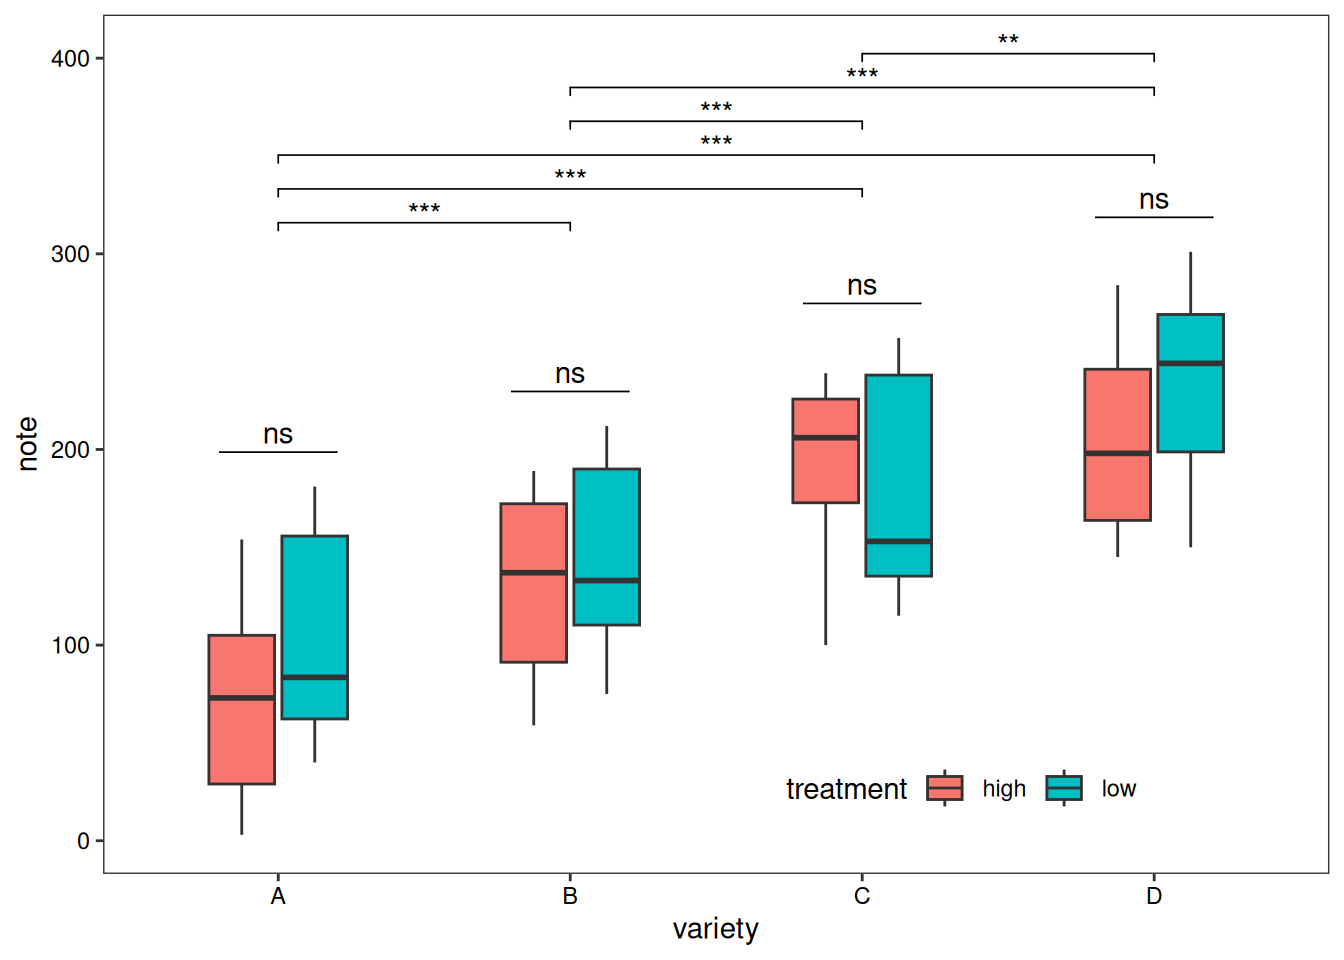 400
**
***
***
***
***
***
ns
300
ns
ns
ns
200
100
0
note
treatment high low
A B C D
variety